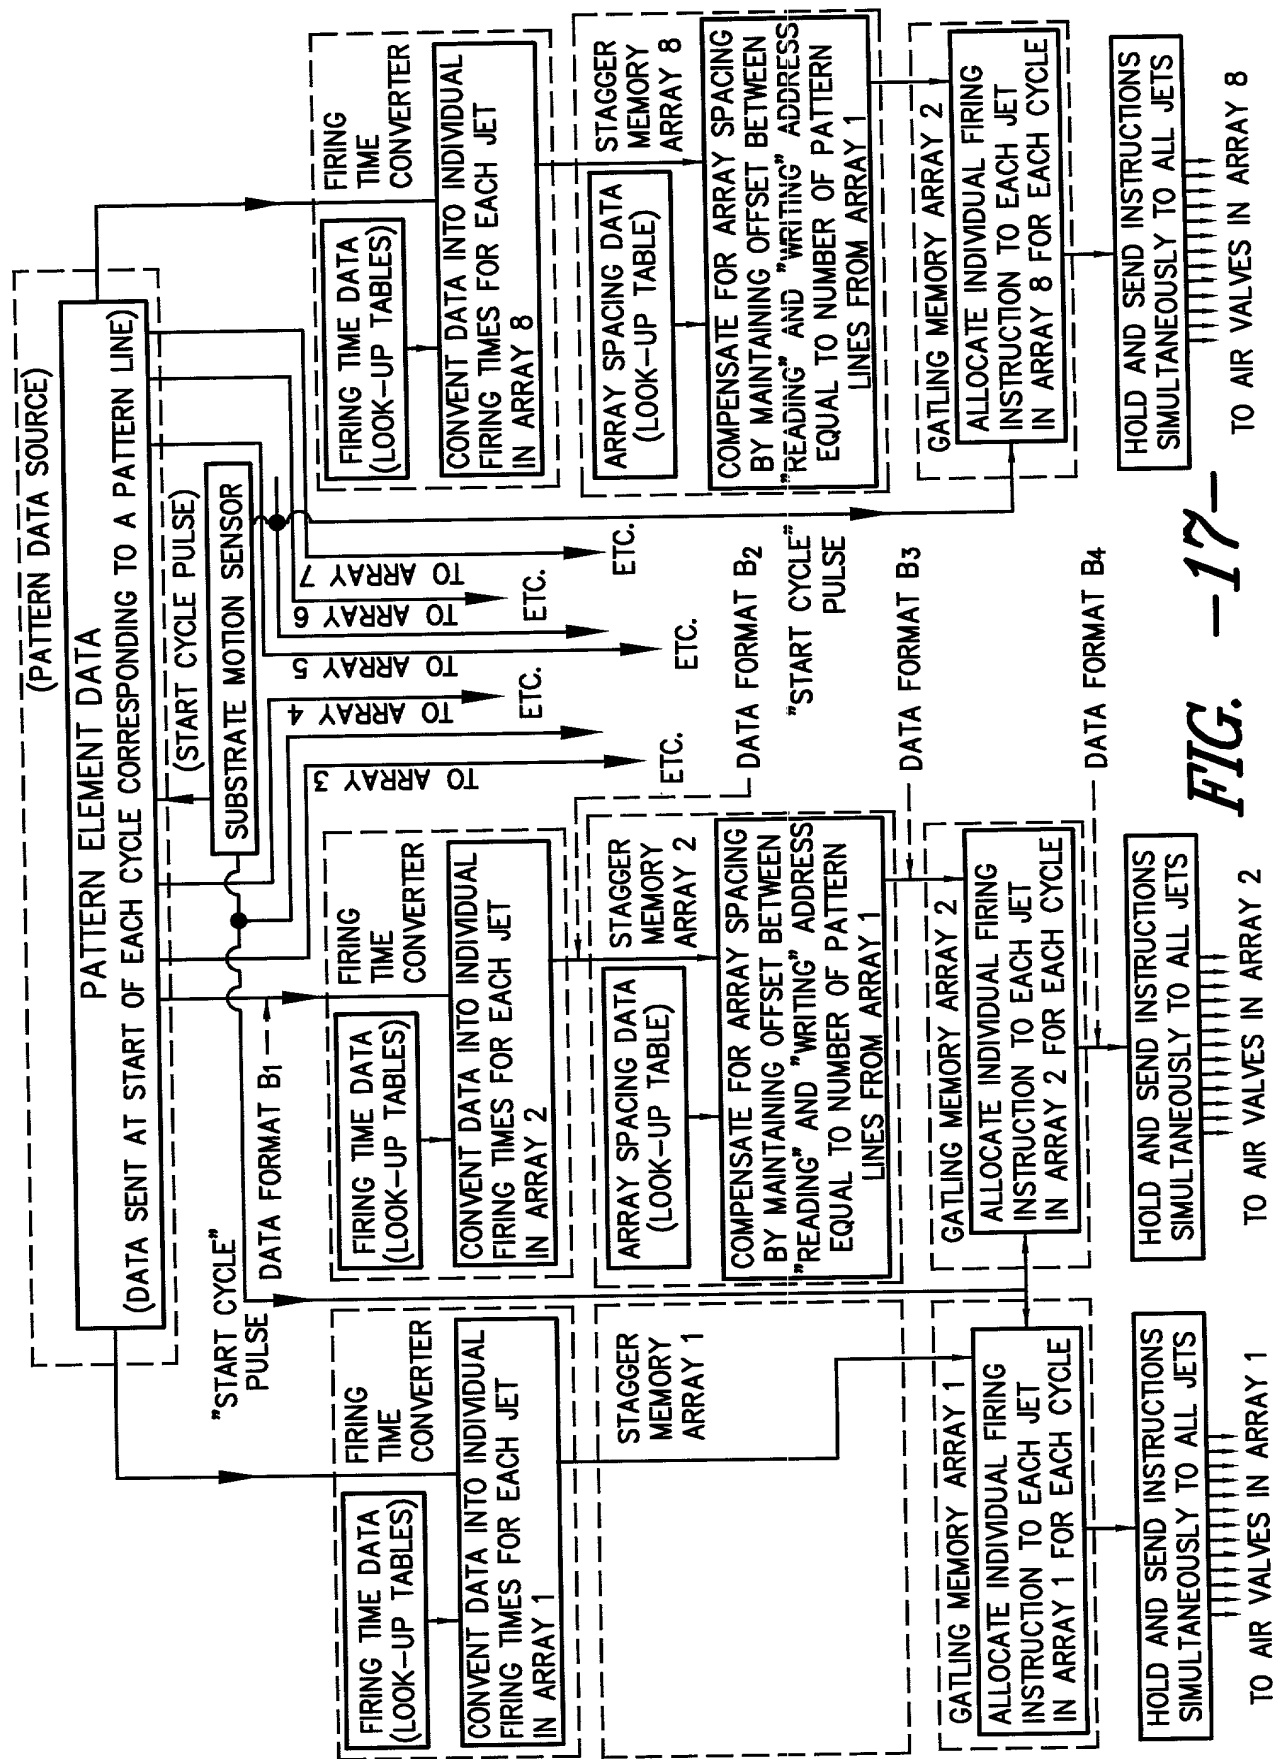 (PATTERN DATA SOURCE)
PATTERN ELEMENT DATA
(DATA SENT AT START OF EACH CYCLE CORRESPONDING TO A PATTERN LINE)
(START CYCLE PULSE)
SUBSTRATE MOTION SENSOR
"START CYCLE"
PULSE
DATA FORMAT B1
FIRING
TIME
CONVERTER
FIRING TIME DATA
(LOOK-UP TABLES)
CONVENT DATA INTO INDIVIDUAL
FIRING TIMES FOR EACH JET
IN ARRAY 1
STAGGER
MEMORY
ARRAY 1
GATLING MEMORY ARRAY 1
ALLOCATE INDIVIDUAL FIRING
INSTRUCTION TO EACH JET
IN ARRAY 1 FOR EACH CYCLE
HOLD AND SEND INSTRUCTIONS
SIMULTANEOUSLY TO ALL JETS
TO AIR VALVES IN ARRAY 1
FIRING
TIME
CONVERTER
FIRING TIME DATA
(LOOK-UP TABLES)
CONVENT DATA INTO INDIVIDUAL
FIRING TIMES FOR EACH JET
IN ARRAY 2
STAGGER
MEMORY
ARRAY 2
ARRAY SPACING DATA
(LOOK-UP TABLE)
COMPENSATE FOR ARRAY SPACING
BY MAINTAINING OFFSET BETWEEN
"READING" AND "WRITING" ADDRESS
EQUAL TO NUMBER OF PATTERN
LINES FROM ARRAY 1
GATLING MEMORY ARRAY 2
ALLOCATE INDIVIDUAL FIRING
INSTRUCTION TO EACH JET
IN ARRAY 2 FOR EACH CYCLE
HOLD AND SEND INSTRUCTIONS
SIMULTANEOUSLY TO ALL JETS
TO AIR VALVES IN ARRAY 2
TO ARRAY 3
ETC.
TO ARRAY 4
ETC.
TO ARRAY 5
ETC.
TO ARRAY 6
ETC.
TO ARRAY 7
ETC.
DATA FORMAT B2
"START CYCLE"
PULSE
DATA FORMAT B3
DATA FORMAT B4
FIRING
TIME
CONVERTER
FIRING TIME DATA
(LOOK-UP TABLES)
CONVENT DATA INTO INDIVIDUAL
FIRING TIMES FOR EACH JET
IN ARRAY 8
STAGGER
MEMORY
ARRAY 8
ARRAY SPACING DATA
(LOOK-UP TABLE)
COMPENSATE FOR ARRAY SPACING
BY MAINTAINING OFFSET BETWEEN
"READING" AND "WRITING" ADDRESS
EQUAL TO NUMBER OF PATTERN
LINES FROM ARRAY 1
GATLING MEMORY ARRAY 2
ALLOCATE INDIVIDUAL FIRING
INSTRUCTION TO EACH JET
IN ARRAY 8 FOR EACH CYCLE
HOLD AND SEND INSTRUCTIONS
SIMULTANEOUSLY TO ALL JETS
TO AIR VALVES IN ARRAY 8
FIG. -17-